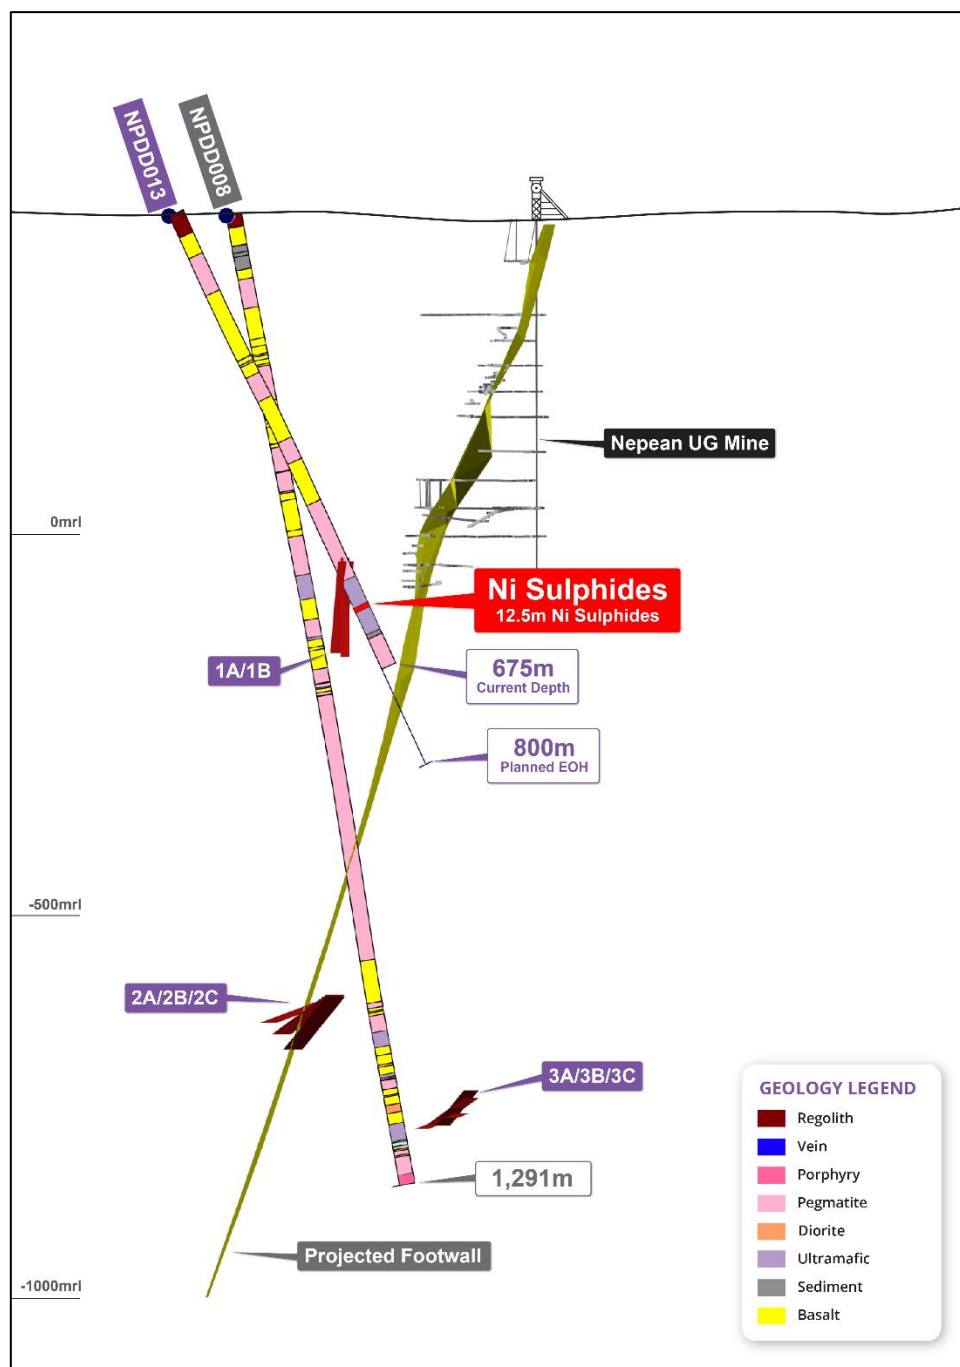 NPDD013
NPDD008
Nepean UG Mine
0mrl
Ni Sulphides
12.5m Ni Sulphides
1A/1B
675m
Current Depth
800m
Planned EOH
-500mrl
2A/2B/2C
3A/3B/3C
1,291m
Projected Footwall
-1000mrl
GEOLOGY LEGEND
Regolith
Vein
Porphyry
Pegmatite
Diorite
Ultramafic
Sediment
Basalt